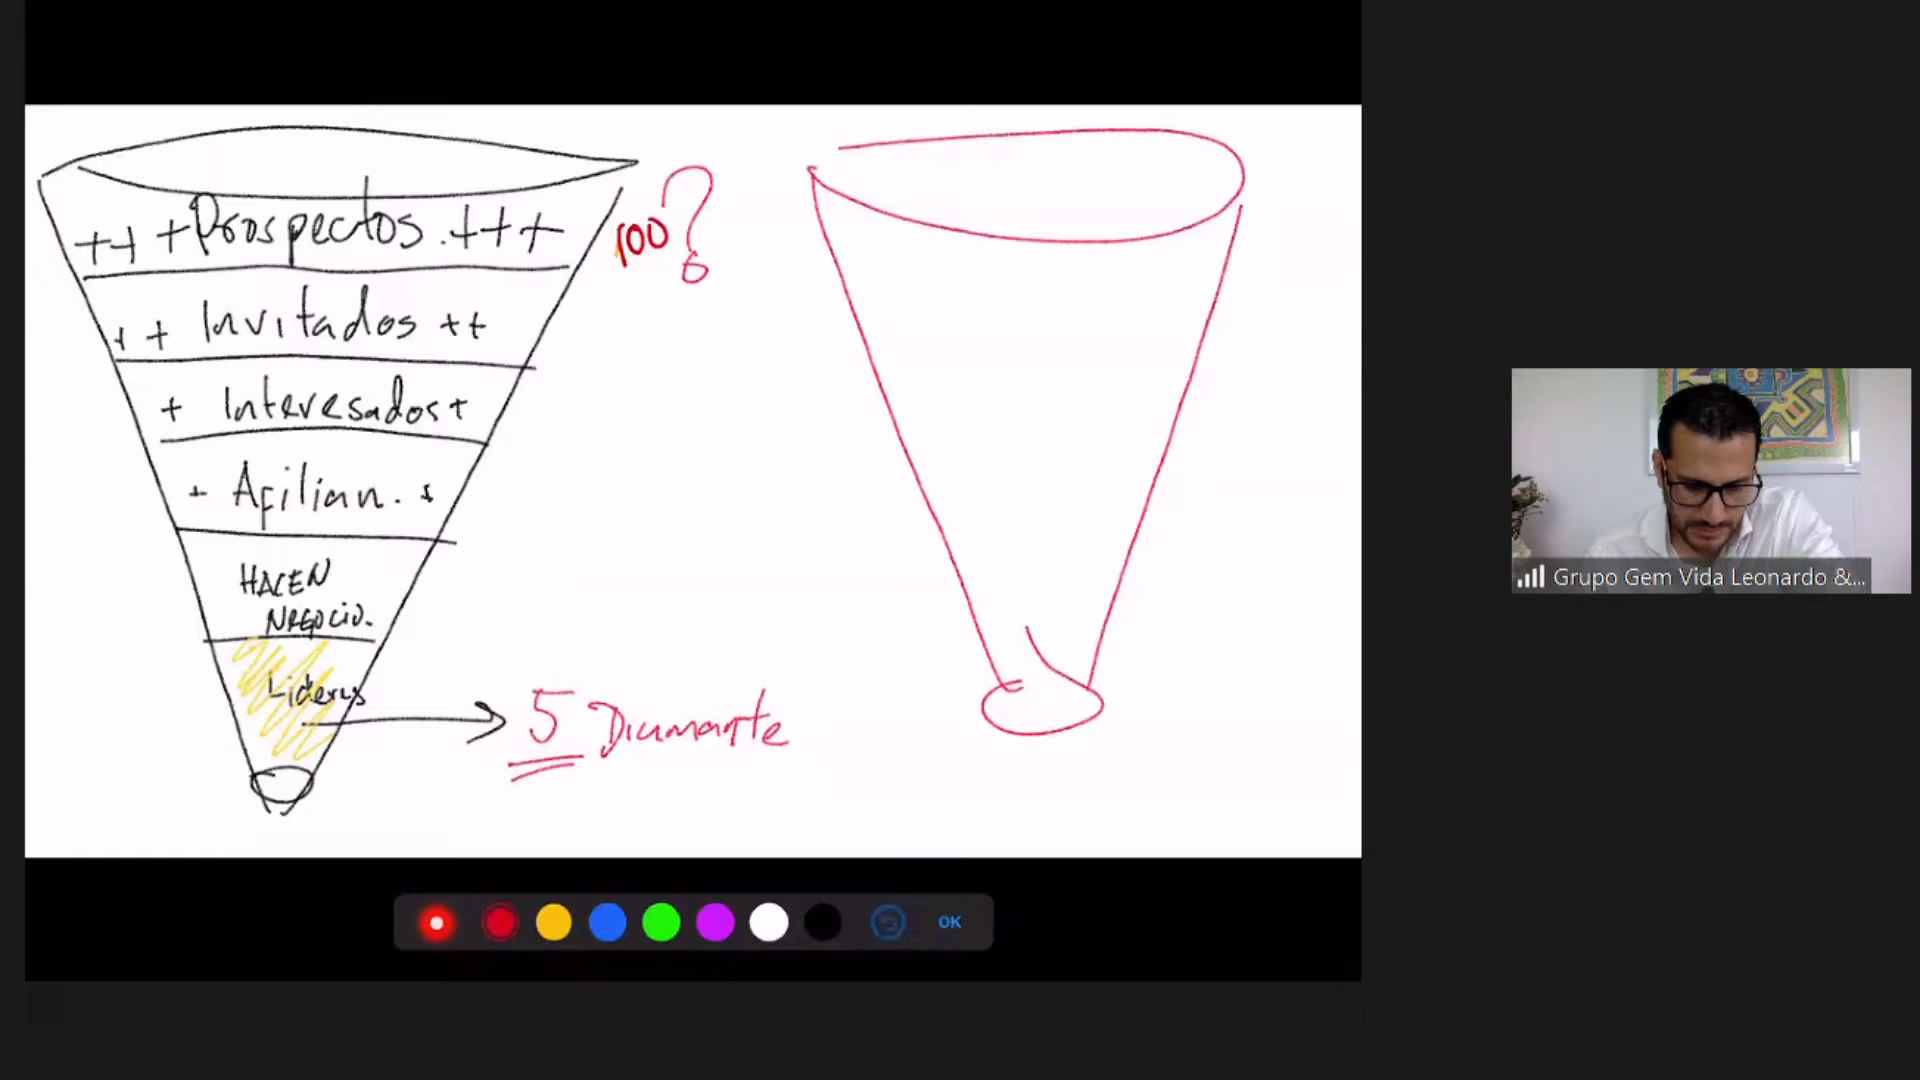 ++ + Prospectos. + + +
100?
+ + Invitados ++
+ Interesados +
+ Afilian. +
HACEN
NEGOCIO.
Lideres
5 Diamante
OK
Grupo Gem Vida Leonardo &...